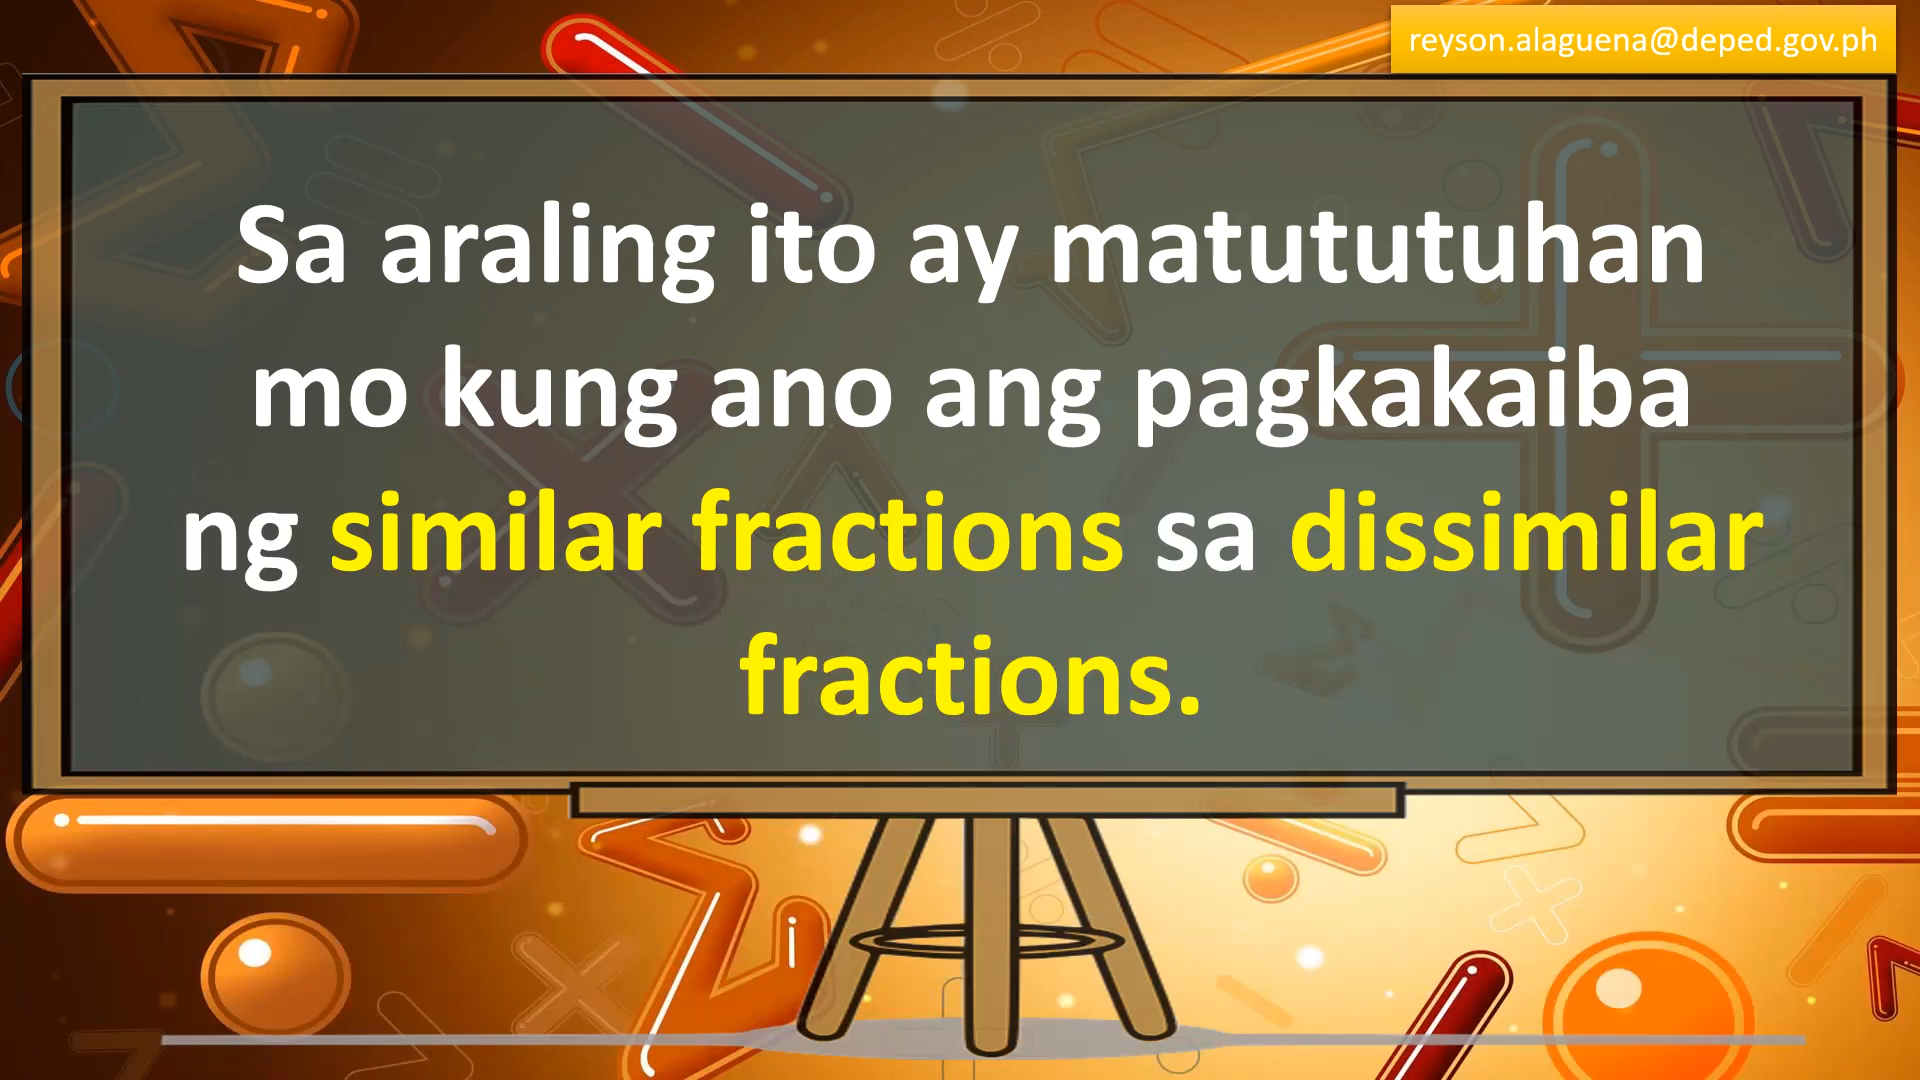 reyson.alaguena@deped.gov.ph
Sa araling ito ay matututuhan
mo kung ano ang pagkakaiba
ng similar fractions sa dissimilar
fractions.